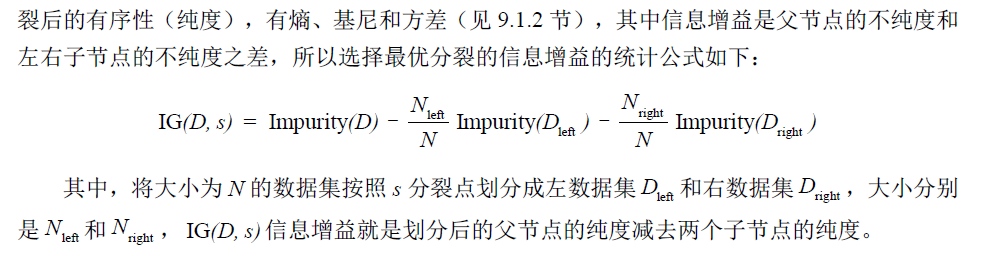 裂后的有序性（纯度），有熵、基尼和方差（见 9.1.2 节），其中信息增益是父节点的不纯度和
左右子节点的不纯度之差，所以选择最优分裂的信息增益的统计公式如下：
IG(D, s) = Impurity(D) − N_left/N Impurity(D_left) − N_right/N Impurity(D_right)
其中，将大小为 N 的数据集按照 s 分裂点划分成左数据集 D_left 和右数据集 D_right，大小分别
是 N_left 和 N_right，IG(D, s) 信息增益就是划分后的父节点的纯度减去两个子节点的纯度。